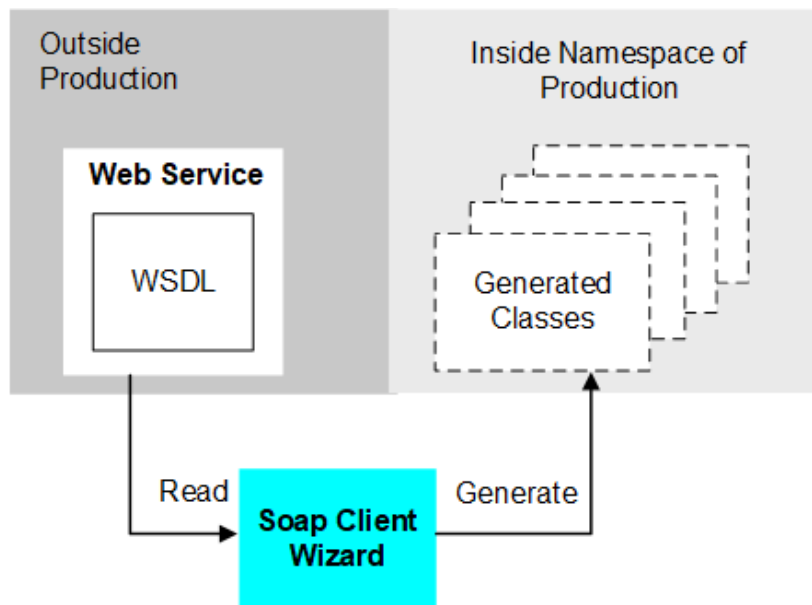 Outside
Production
Inside Namespace of
Production
Web Service
WSDL
Generated
Classes
Read
Generate
Soap Client
Wizard